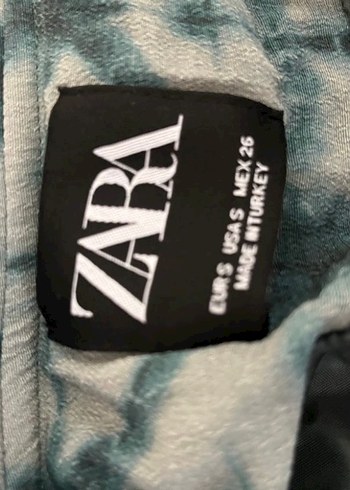 ZARA
EUR S USA S MEX 26
MADE IN TURKEY